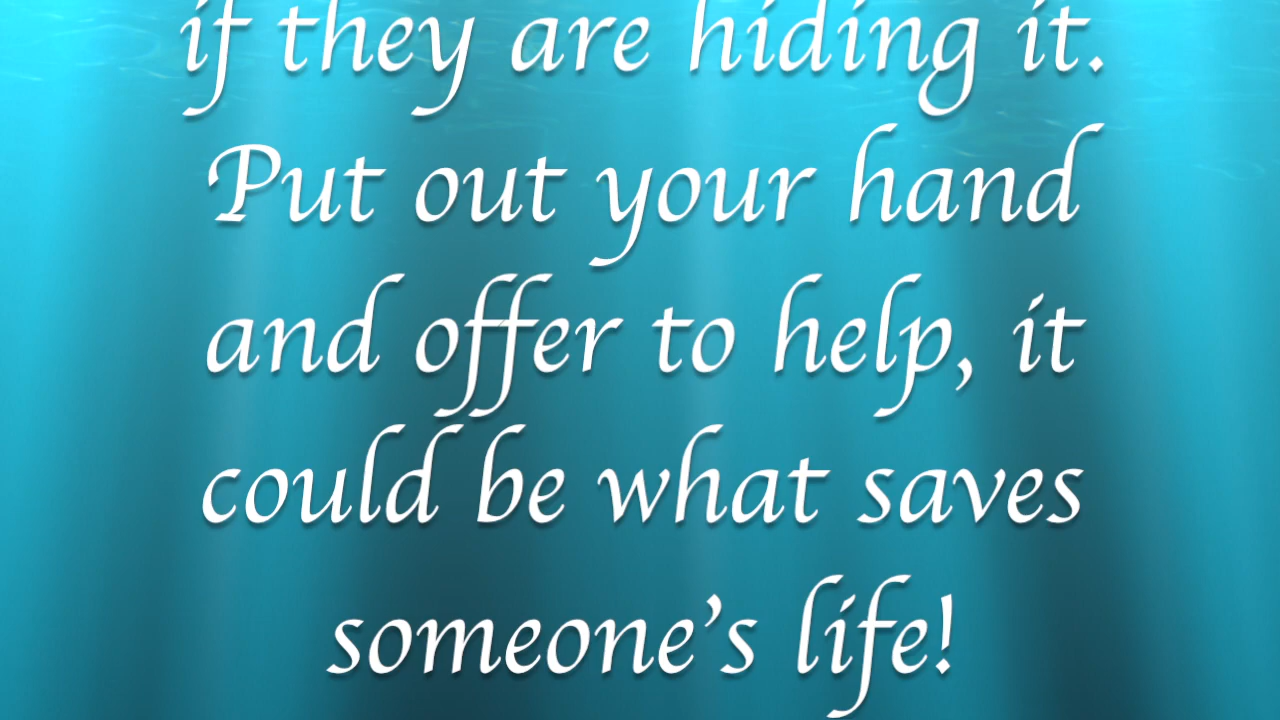 if they are hiding it.
Put out your hand
and offer to help, it
could be what saves
someone's life!